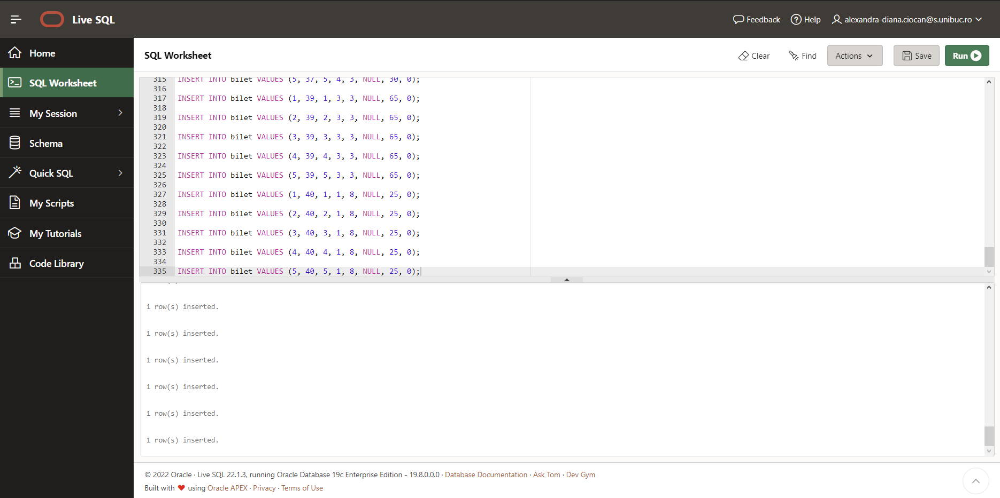 Live SQL
Feedback
Help
alexandra-diana.ciocan@s.unibuc.ro
Home
SQL Worksheet
My Session
Schema
Quick SQL
My Scripts
My Tutorials
Code Library
SQL Worksheet
Clear
Find
Actions
Save
Run
315 INSERT INTO bilet VALUES (5, 37, 5, 4, 3, NULL, 30, 0);
316
317 INSERT INTO bilet VALUES (1, 39, 1, 3, 3, NULL, 65, 0);
318
319 INSERT INTO bilet VALUES (2, 39, 2, 3, 3, NULL, 65, 0);
320
321 INSERT INTO bilet VALUES (3, 39, 3, 3, 3, NULL, 65, 0);
322
323 INSERT INTO bilet VALUES (4, 39, 4, 3, 3, NULL, 65, 0);
324
325 INSERT INTO bilet VALUES (5, 39, 5, 3, 3, NULL, 65, 0);
326
327 INSERT INTO bilet VALUES (1, 40, 1, 1, 8, NULL, 25, 0);
328
329 INSERT INTO bilet VALUES (2, 40, 2, 1, 8, NULL, 25, 0);
330
331 INSERT INTO bilet VALUES (3, 40, 3, 1, 8, NULL, 25, 0);
332
333 INSERT INTO bilet VALUES (4, 40, 4, 1, 8, NULL, 25, 0);
334
335 INSERT INTO bilet VALUES (5, 40, 5, 1, 8, NULL, 25, 0);
1 row(s) inserted.
1 row(s) inserted.
1 row(s) inserted.
1 row(s) inserted.
1 row(s) inserted.
1 row(s) inserted.
© 2022 Oracle · Live SQL 22.1.3, running Oracle Database 19c Enterprise Edition - 19.8.0.0.0 · Database Documentation · Ask Tom · Dev Gym
Built with ❤ using Oracle APEX · Privacy · Terms of Use